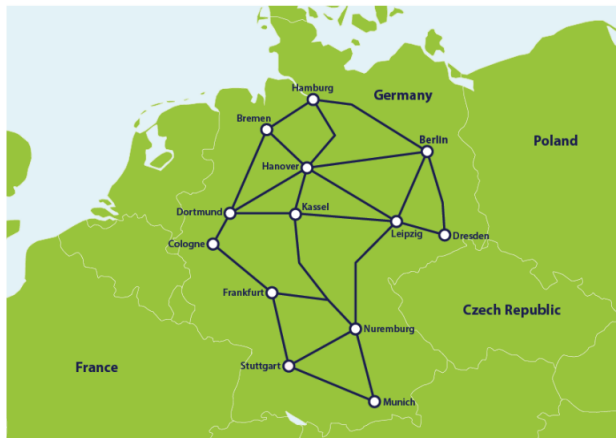 Hamburg
Germany
Bremen
Berlin
Poland
Hanover
Dortmund
Kassel
Leipzig
Dresden
Cologne
Frankfurt
Czech Republic
Nuremburg
France
Stuttgart
Munich